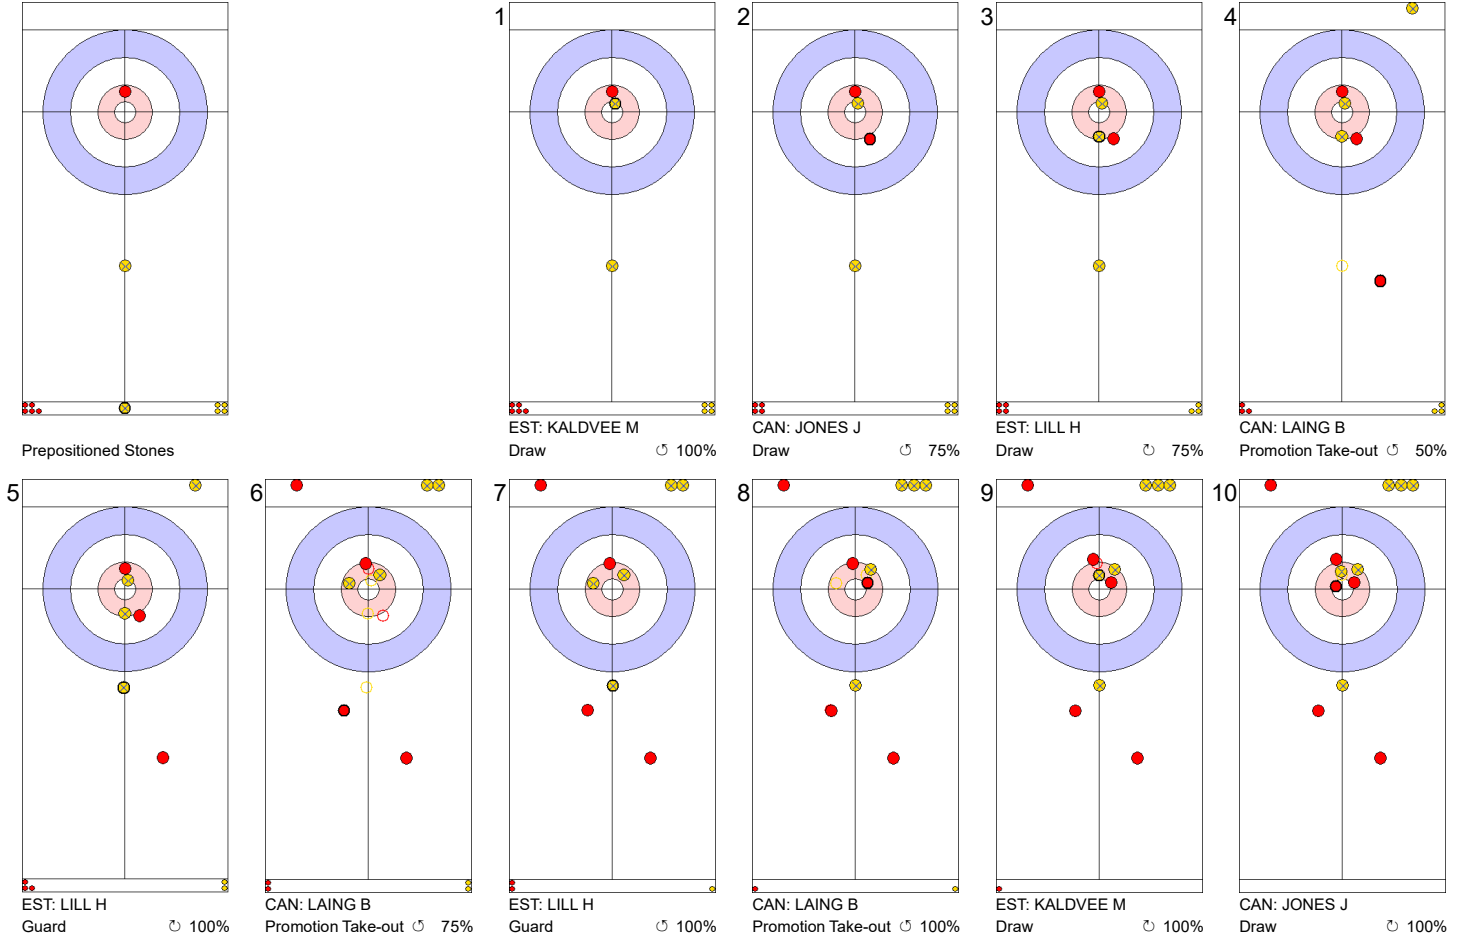 Prepositioned Stones
1
EST: KALDVEE M
Draw ↺ 100%
2
CAN: JONES J
Draw ↺ 75%
3
EST: LILL H
Draw ↻ 75%
4
CAN: LAING B
Promotion Take-out ↺ 50%
5
EST: LILL H
Guard ↻ 100%
6
CAN: LAING B
Promotion Take-out ↺ 75%
7
EST: LILL H
Guard ↺ 100%
8
CAN: LAING B
Promotion Take-out ↺ 100%
9
EST: KALDVEE M
Draw ↻ 100%
10
CAN: JONES J
Draw ↻ 100%